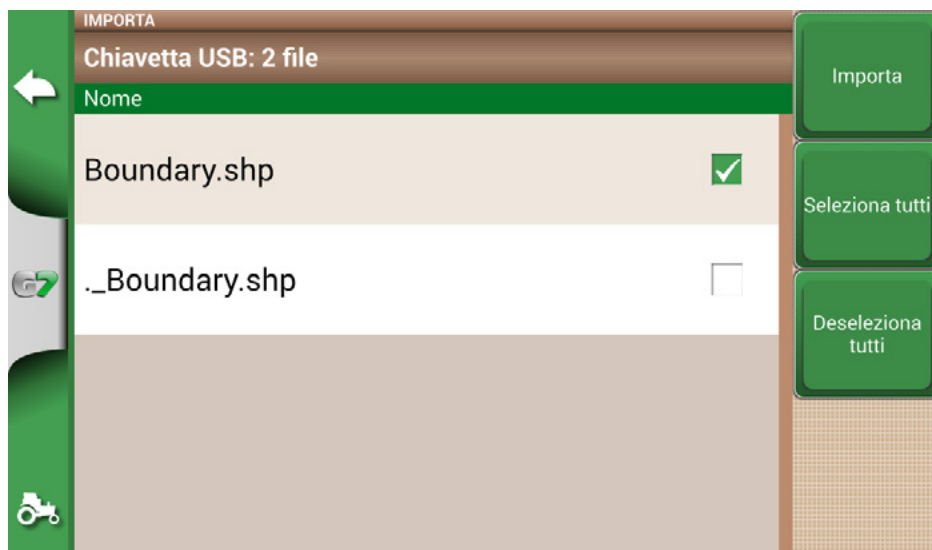 IMPORTA
Chiavetta USB: 2 file
Nome
Boundary.shp
._Boundary.shp
G7
Importa
Seleziona tutti
Deseleziona
tutti